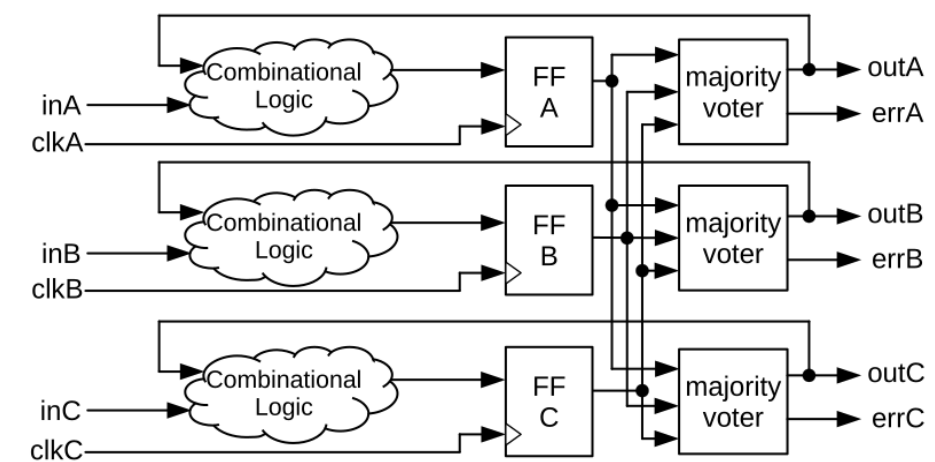 Combinational
Logic
inA
clkA
FF
A
majority
voter
outA
errA
Combinational
Logic
inB
clkB
FF
B
majority
voter
outB
errB
Combinational
Logic
inC
clkC
FF
C
majority
voter
outC
errC